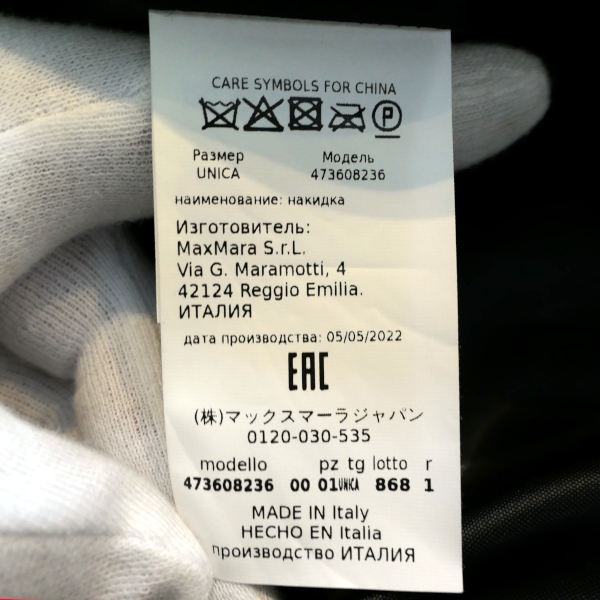 CARE SYMBOLS FOR CHINA
P
Размер Модель
UNICA 473608236
наименование: накидка
Изготовитель:
MaxMara S.r.L.
Via G. Maramotti, 4
42124 Reggio Emilia.
ИТАЛИЯ
дата производства: 05/05/2022
EAC
(株)マックスマーラジャパン
0120-030-535
modello pz tg lotto r
473608236 00 01 UNICA 868 1
MADE IN Italy
HECHO EN Italia
производство ИТАЛИЯ